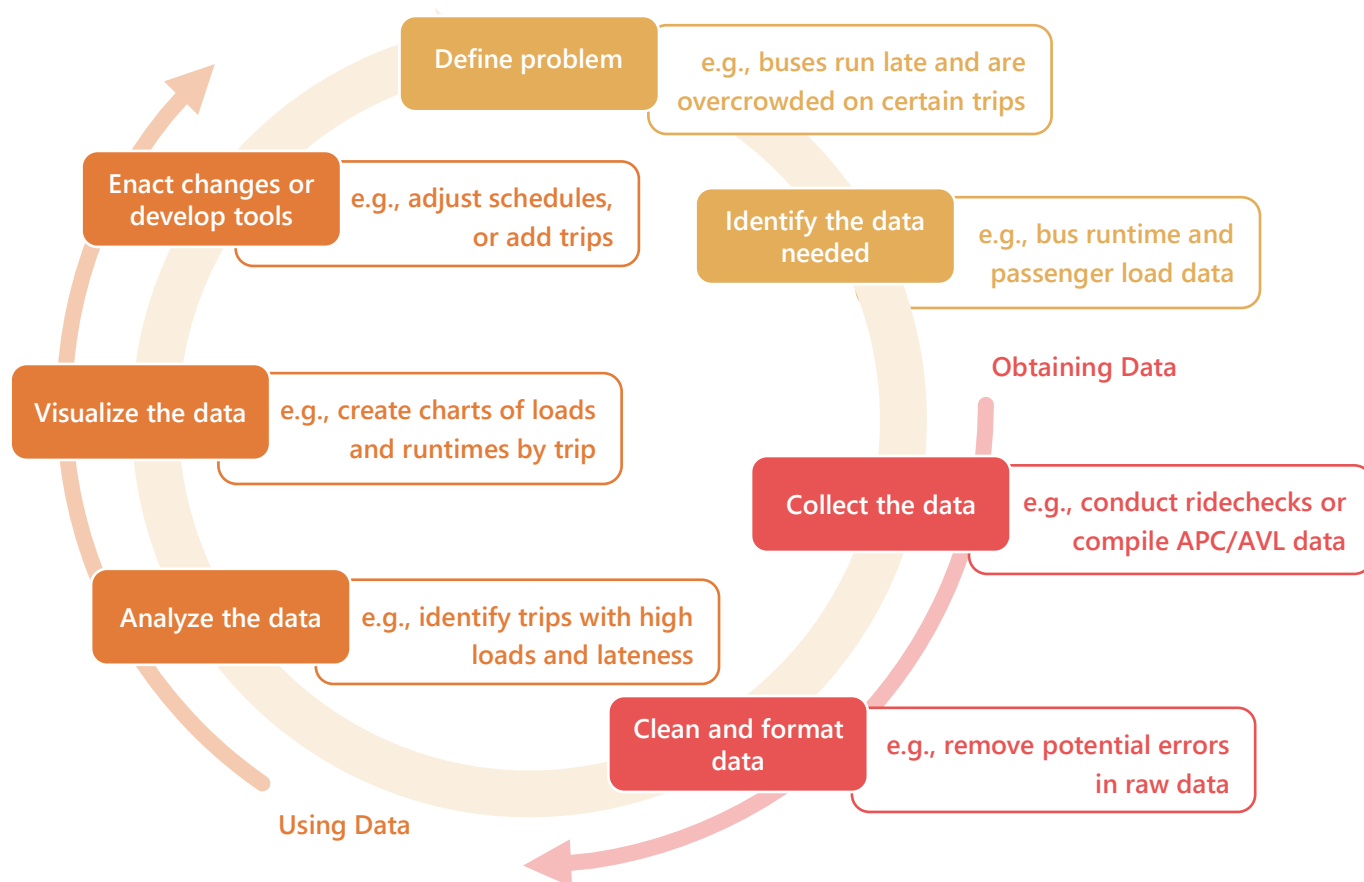 Define problem
e.g., buses run late and are
overcrowded on certain trips
Identify the data
needed
e.g., bus runtime and
passenger load data
Obtaining Data
Collect the data
e.g., conduct ridechecks or
compile APC/AVL data
Clean and format
data
e.g., remove potential errors
in raw data
Using Data
Analyze the data
e.g., identify trips with high
loads and lateness
Visualize the data
e.g., create charts of loads
and runtimes by trip
Enact changes or
develop tools
e.g., adjust schedules,
or add trips